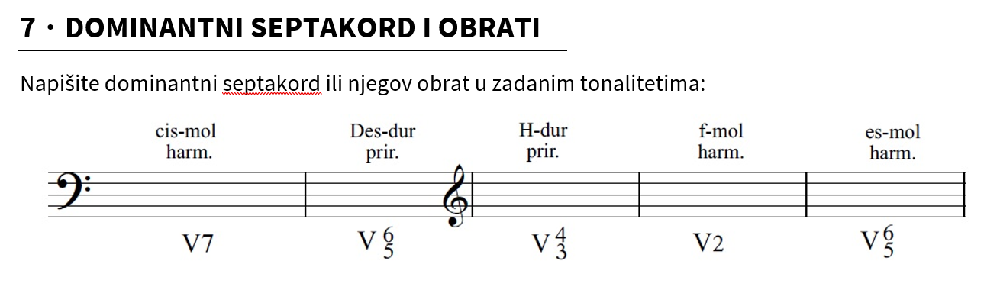 7 · DOMINANTNI SEPTAKORD I OBRATI
Napišite dominantni septakord ili njegov obrat u zadanim tonalitetima:
cis-mol Des-dur H-dur f-mol es-mol
harm. prir. prir. harm. harm.
V7 V 6 5 V 4 3 V2 V 6 5